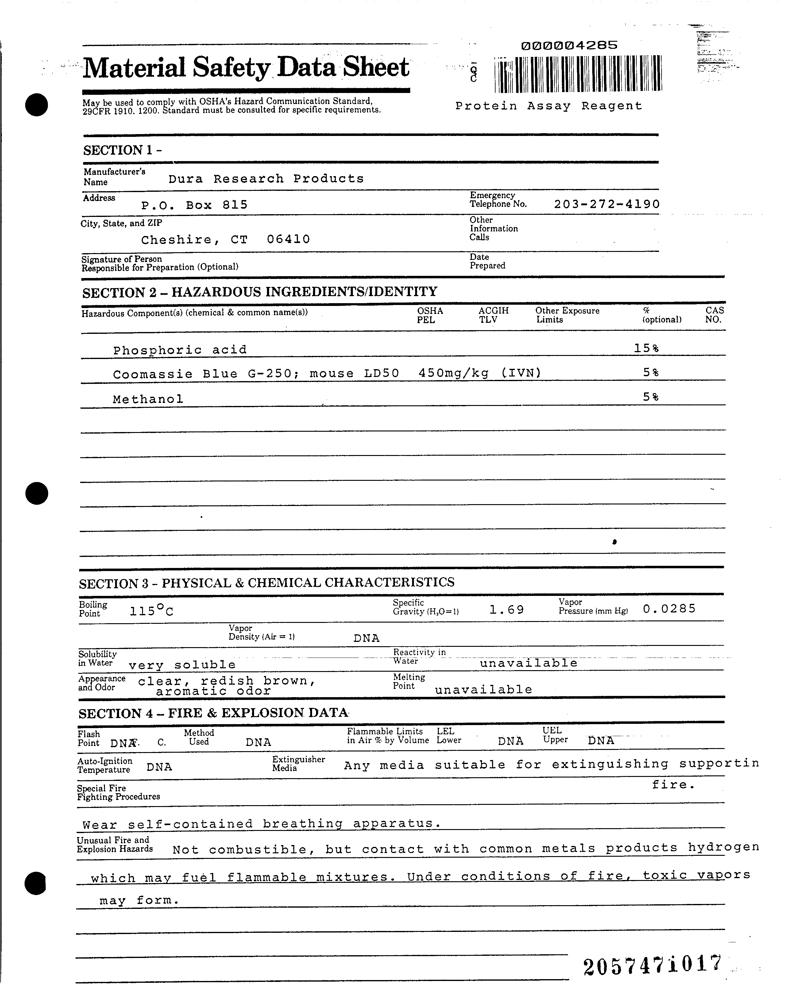 000004285
Material Safety Data Sheet
May be used to comply with OSHA's Hazard Communication Standard,
29CFR 1910. 1200. Standard must be consulted for specific requirements.
Protein Assay Reagent
SECTION 1 -
Manufacturer's
Name Dura Research Products
Address P.O. Box 815 Emergency
Telephone No. 203-272-4190
City, State, and ZIP Other
Information
Calls
Cheshire, CT 06410
Signature of Person
Responsible for Preparation (Optional) Date
Prepared
SECTION 2 – HAZARDOUS INGREDIENTS/IDENTITY
Hazardous Component(s) (chemical & common name(s)) OSHA
PEL ACGIH
TLV Other Exposure
Limits %
(optional) CAS
NO.
Phosphoric acid 15%
Coomassie Blue G-250; mouse LD50 450mg/kg (IVN) 5%
Methanol 5%
SECTION 3 – PHYSICAL & CHEMICAL CHARACTERISTICS
Boiling
Point 115°C Specific
Gravity (H₂O=1) 1.69 Vapor
Pressure (mm Hg) 0.0285
Vapor
Density (Air = 1) DNA
Solubility
in Water very soluble Reactivity in
Water unavailable
Appearance
and Odor clear, redish brown,
aromatic odor Melting
Point unavailable
SECTION 4 – FIRE & EXPLOSION DATA
Flash
Point DNA. C. Method
Used DNA Flammable Limits
in Air % by Volume LEL
Lower DNA UEL
Upper DNA
Auto-Ignition
Temperature DNA Extinguisher
Media Any media suitable for extinguishing supportin
fire.
Special Fire
Fighting Procedures
Wear self-contained breathing apparatus.
Unusual Fire and
Explosion Hazards Not combustible, but contact with common metals products hydrogen
which may fuel flammable mixtures. Under conditions of fire, toxic vapors
may form.
2057471017